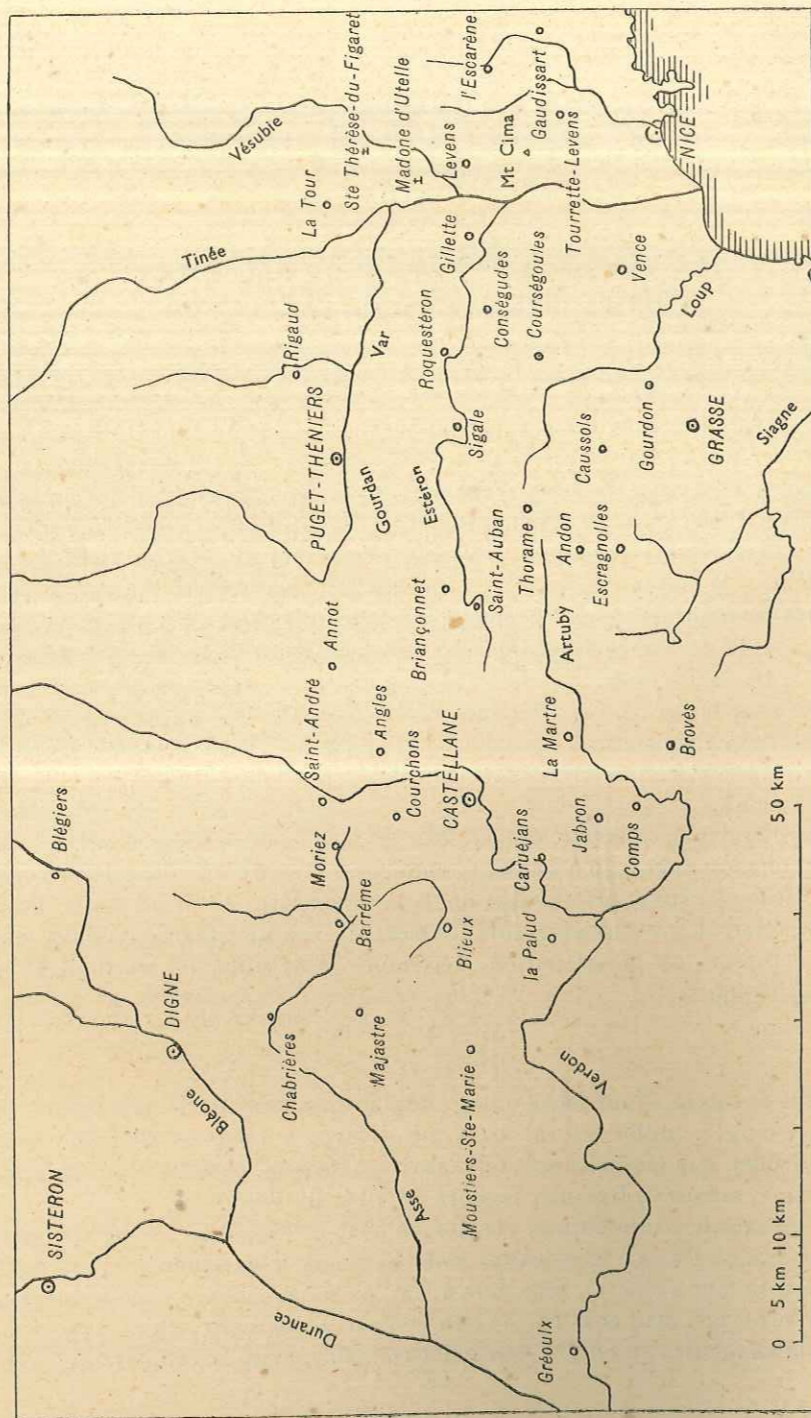 SISTERON
Blégiers
DIGNE
Bléone
Durance
Chabrières
Majastre
Asse
Barrême
Moriez
Saint-André
Annot
Angles
Courchons
Blieux
Moustiers-Ste-Marie
CASTELLANE
Caruéjans
la Palud
Jabron
Comps
Verdon
Gréoulx
La Martre
Brovès
Artuby
Briançonnet
Saint-Auban
Thorame
Andon
Escragnolles
Caussols
Gourdon
GRASSE
Siagne
Loup
Vence
Courségoules
Conségudes
Roquestéron
Sigale
Estéron
Gourdan
PUGET-THÉNIERS
Var
Rigaud
Tinée
La Tour
Vésubie
Ste Thérèse-du-Figaret
Madone d'Utelle
Levens
Gillette
l'Escarène
Mt Cima
Gaudissart
Tourrette-Levens
NICE
0 5 km 10 km 50 km